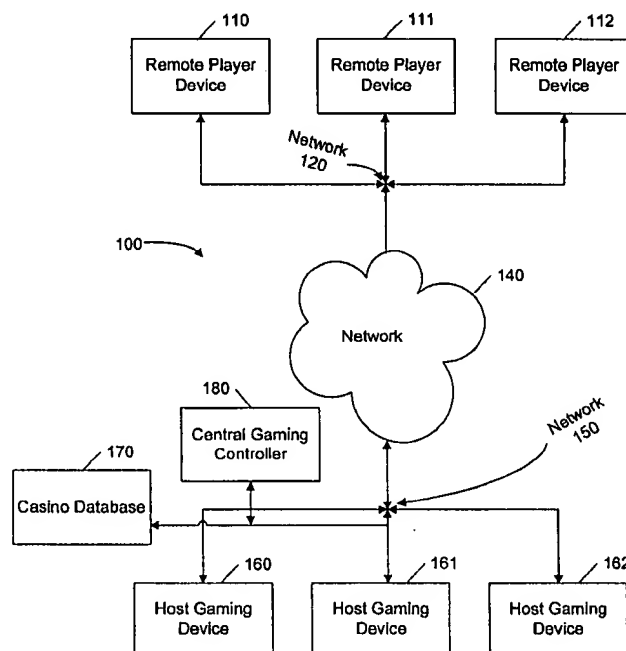 110
111
112
Remote Player
Device
Remote Player
Device
Remote Player
Device
Network
120
100
140
Network
180
Central Gaming
Controller
Network
150
170
Casino Database
160
161
162
Host Gaming
Device
Host Gaming
Device
Host Gaming
Device